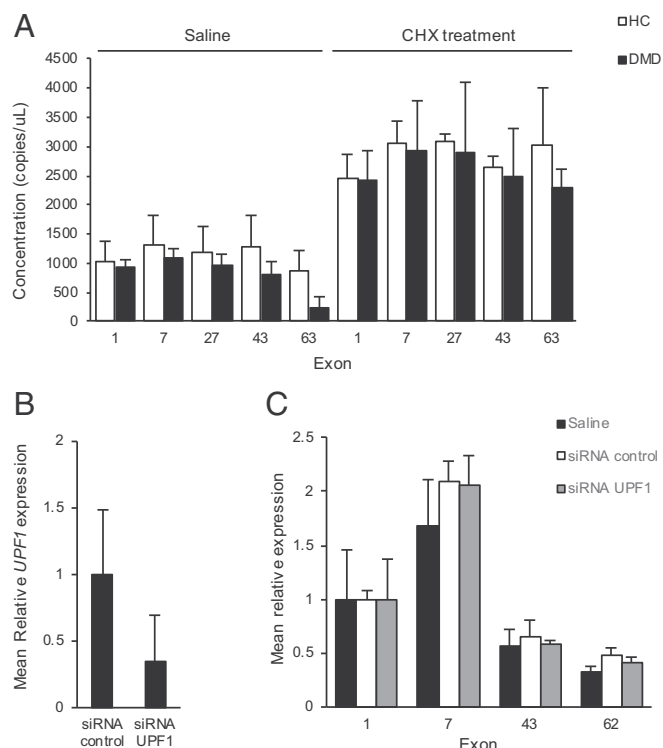 A
Saline
CHX treatment
HC
DMD
Concentration (copies/uL)
4500
4000
3500
3000
2500
2000
1500
1000
500
0
1 7 27 43 63 1 7 27 43 63
Exon
B
Mean Relative UPF1 expression
2
1.5
1
0.5
0
siRNA control
siRNA UPF1
C
Saline
siRNA control
siRNA UPF1
Mean relative expression
2.5
2
1.5
1
0.5
0
1 7 43 62
Exon